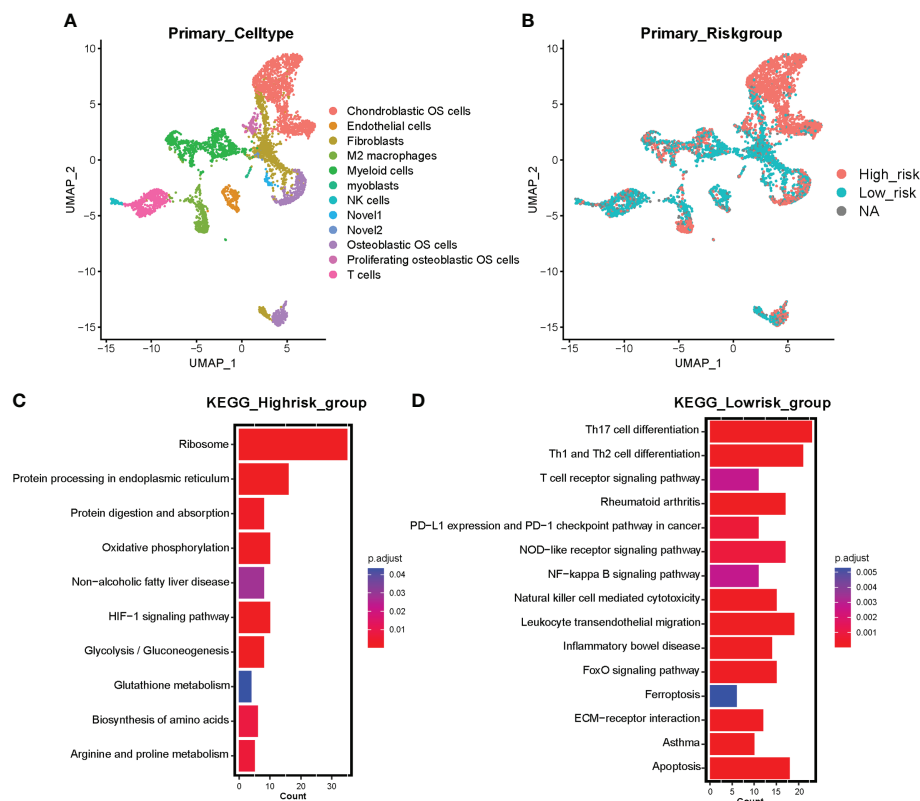 A
Primary_Celltype
10
5
0
−5
−10
−15
UMAP_2
−15
−10
−5
0
5
UMAP_1
Chondroblastic OS cells
Endothelial cells
Fibroblasts
M2 macrophages
Myeloid cells
myoblasts
NK cells
Novel1
Novel2
Osteoblastic OS cells
Proliferating osteoblastic OS cells
T cells
B
Primary_Riskgroup
10
5
0
−5
−10
−15
UMAP_2
−15
−10
−5
0
5
UMAP_1
High_risk
Low_risk
NA
C
KEGG_Highrisk_group
Ribosome
Protein processing in endoplasmic reticulum
Protein digestion and absorption
Oxidative phosphorylation
Non−alcoholic fatty liver disease
HIF−1 signaling pathway
Glycolysis / Gluconeogenesis
Glutathione metabolism
Biosynthesis of amino acids
Arginine and proline metabolism
0 10 20 30
Count
p.adjust
0.04
0.03
0.02
0.01
D
KEGG_Lowrisk_group
Th17 cell differentiation
Th1 and Th2 cell differentiation
T cell receptor signaling pathway
Rheumatoid arthritis
PD−L1 expression and PD−1 checkpoint pathway in cancer
NOD−like receptor signaling pathway
NF−kappa B signaling pathway
Natural killer cell mediated cytotoxicity
Leukocyte transendothelial migration
Inflammatory bowel disease
FoxO signaling pathway
Ferroptosis
ECM−receptor interaction
Asthma
Apoptosis
0 5 10 15 20
Count
p.adjust
0.005
0.004
0.003
0.002
0.001